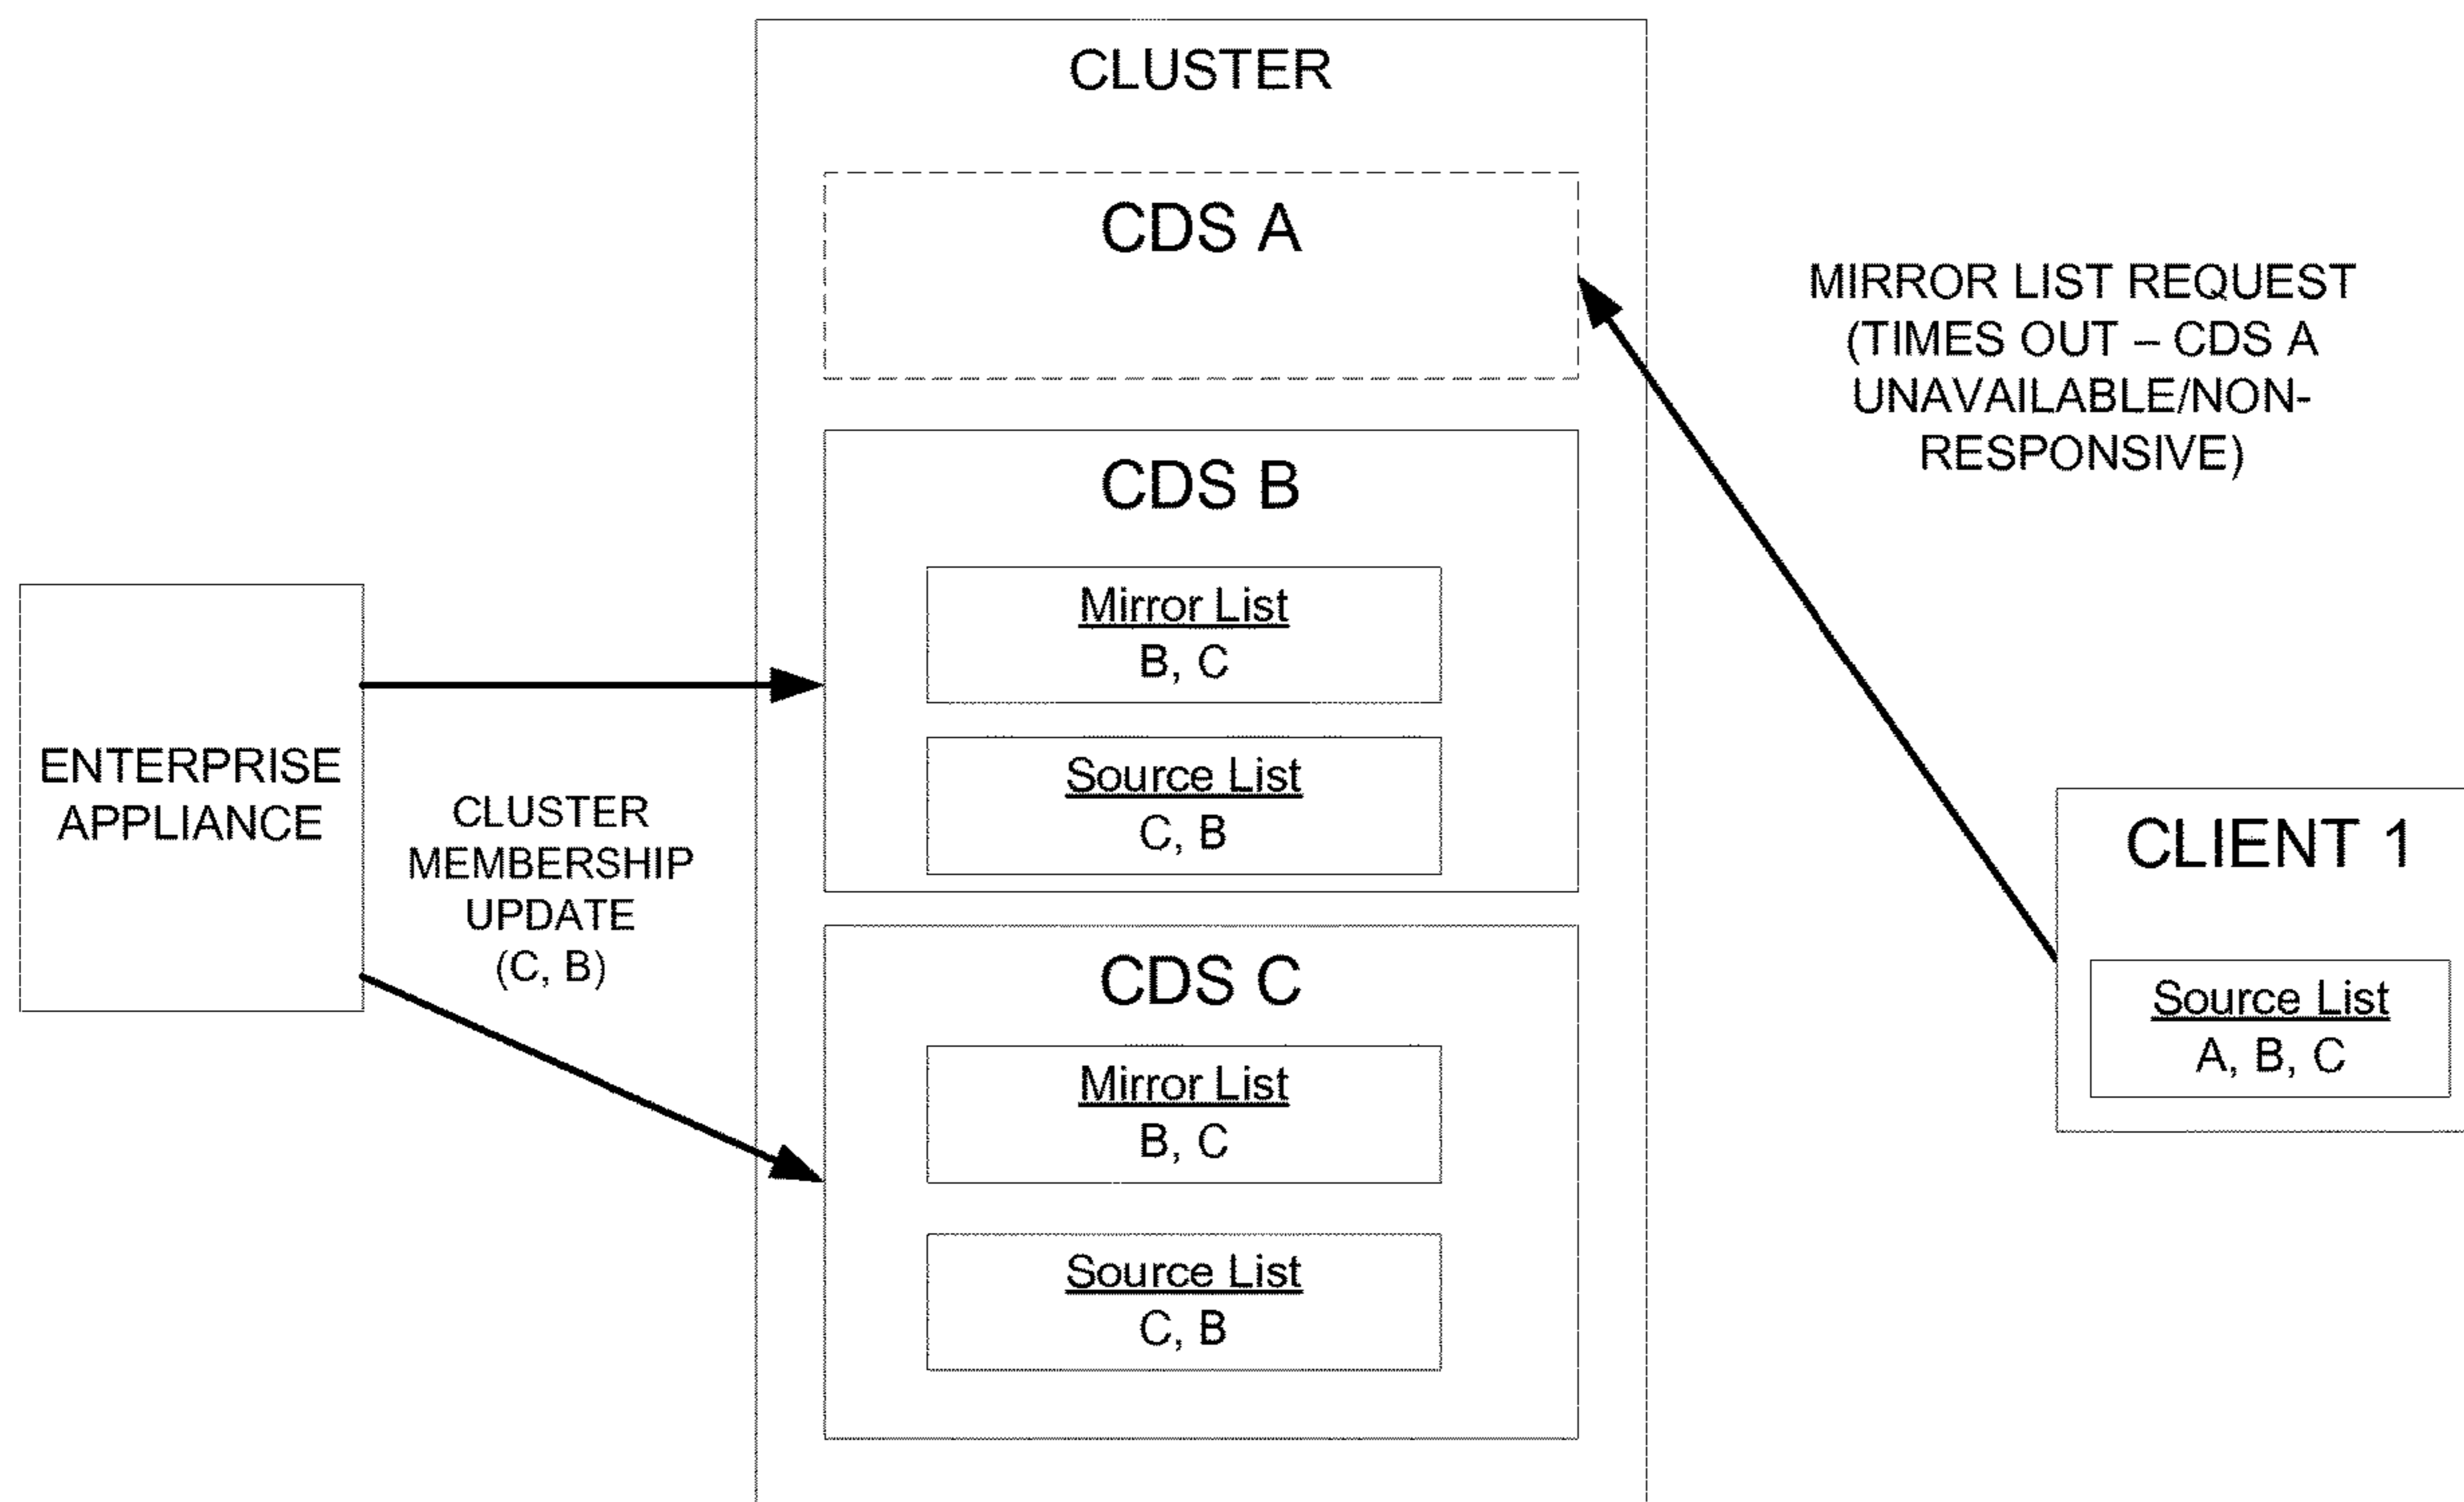 CLUSTER
CDS A
MIRROR LIST REQUEST
(TIMES OUT – CDS A
UNAVAILABLE/NON-
RESPONSIVE)
CDS B
Mirror List
B, C
Source List
C, B
ENTERPRISE
APPLIANCE
CLUSTER
MEMBERSHIP
UPDATE
(C, B)
CLIENT 1
Source List
A, B, C
CDS C
Mirror List
B, C
Source List
C, B